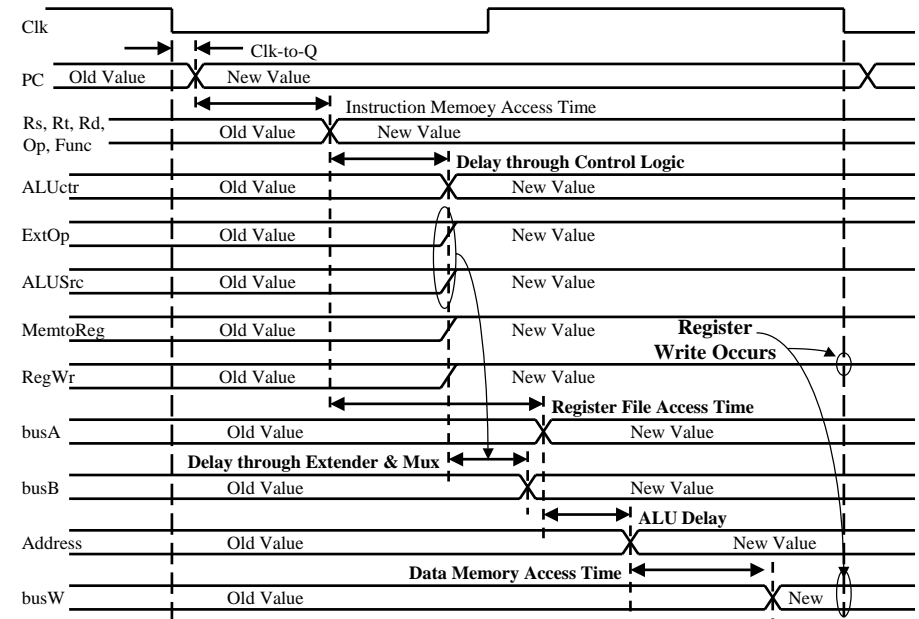 Clk
Clk-to-Q
PC Old Value New Value
Instruction Memoey Access Time
Rs, Rt, Rd,
Op, Func
Old Value New Value
Delay through Control Logic
ALUctr Old Value New Value
ExtOp Old Value New Value
ALUSrc Old Value New Value
MemtoReg Old Value New Value
Register
Write Occurs
RegWr Old Value New Value
Register File Access Time
busA Old Value New Value
Delay through Extender & Mux
busB Old Value New Value
ALU Delay
Address Old Value New Value
Data Memory Access Time
busW Old Value New